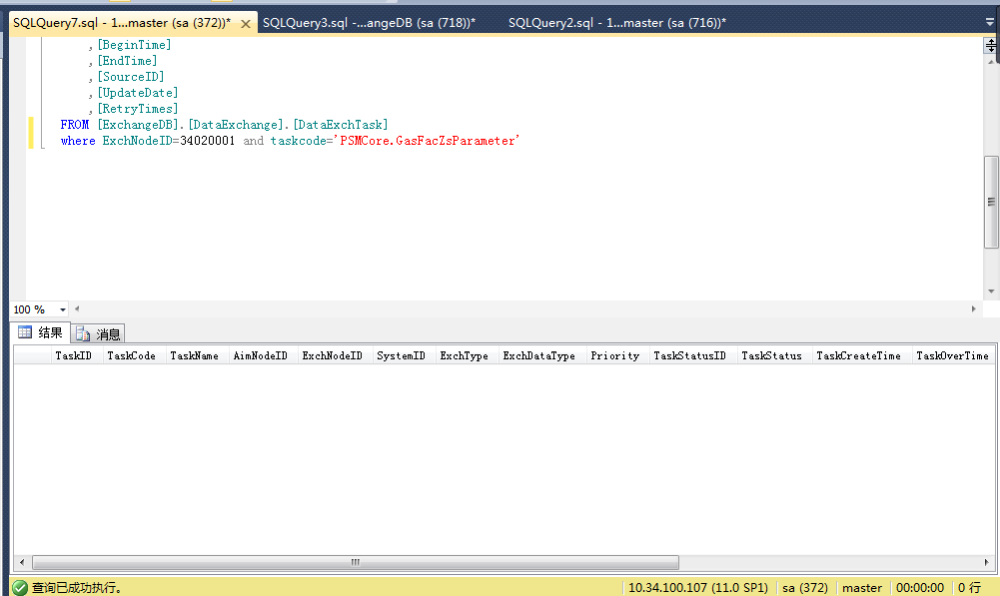 SQLQuery7.sql - 1...master (sa (372))* SQLQuery3.sql -...angeDB (sa (718))* SQLQuery2.sql - 1...master (sa (716))*
,[BeginTime]
,[EndTime]
,[SourceID]
,[UpdateDate]
,[RetryTimes]
FROM [ExchangeDB].[DataExchange].[DataExchTask]
where ExchNodeID=34020001 and taskcode='PSMCore.GasFacZsParameter'
100 %
结果 消息
TaskID TaskCode TaskName AimNodeID ExchNodeID SystemID ExchType ExchDataType Priority TaskStatusID TaskStatus TaskCreateTime TaskOverTime
查询已成功执行。 10.34.100.107 (11.0 SP1) sa (372) master 00:00:00 0 行